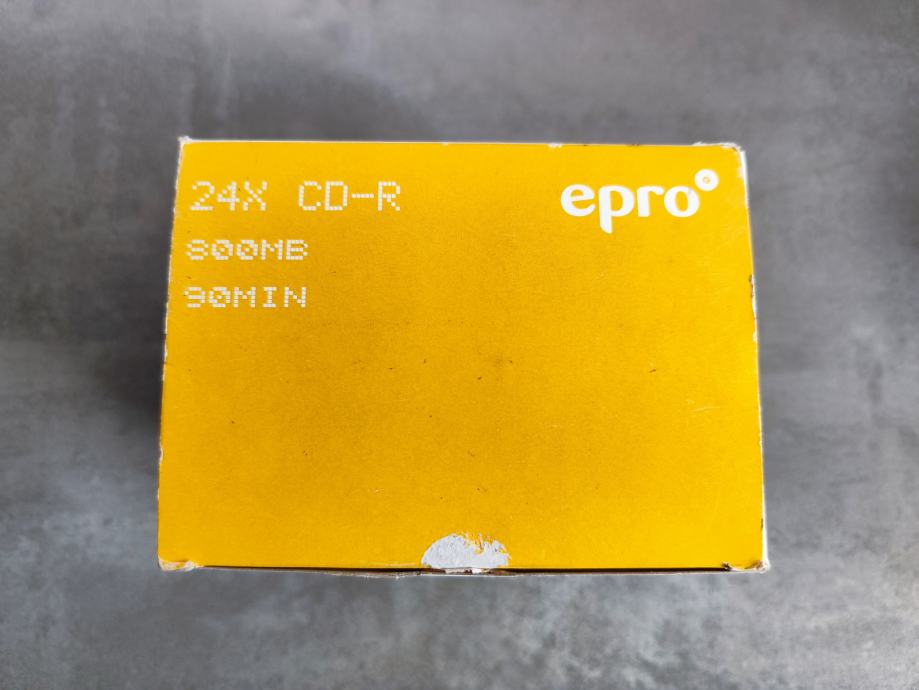 24X CD-R
epro
800MB
90MIN